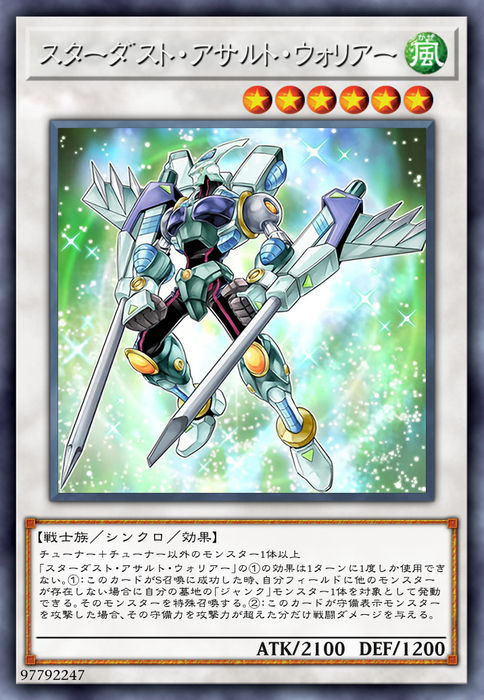 スターダスト・アサルト・ウォリアー
かぜ
風
【戦士族／シンクロ／効果】
チューナー＋チューナー以外のモンスター1体以上
「スターダスト・アサルト・ウォリアー」の①の効果は1ターンに1度しか使用でき
ない。①：このカードがS召喚に成功した時、自分フィールドに他のモンスター
が存在しない場合に自分の墓地の「ジャンク」モンスター1体を対象として発動
できる。そのモンスターを特殊召喚する。②：このカードが守備表示モンスター
を攻撃した場合、その守備力を攻撃力が超えた分だけ戦闘ダメージを与える。
ATK/2100 DEF/1200
97792247